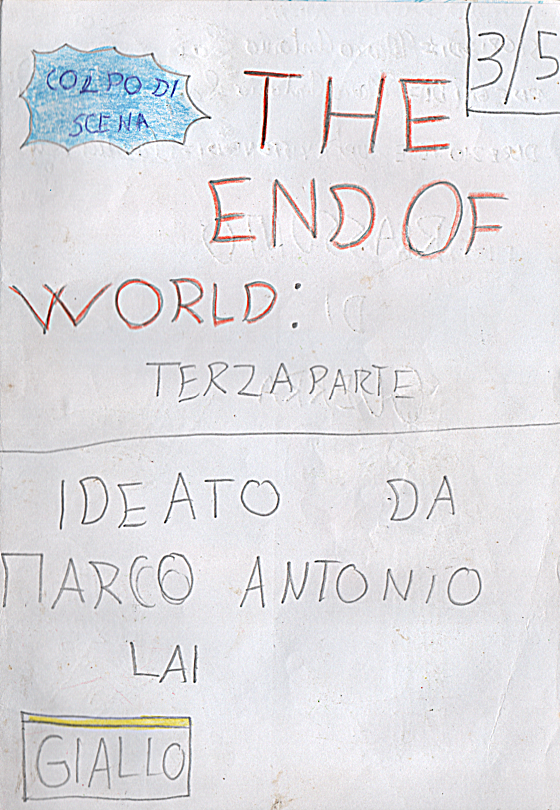 COLPO DI
SCENA
3/5
THE
END OF
WORLD:
TERZA PARTE
IDEATO DA
MARCO ANTONIO
LAI
GIALLO